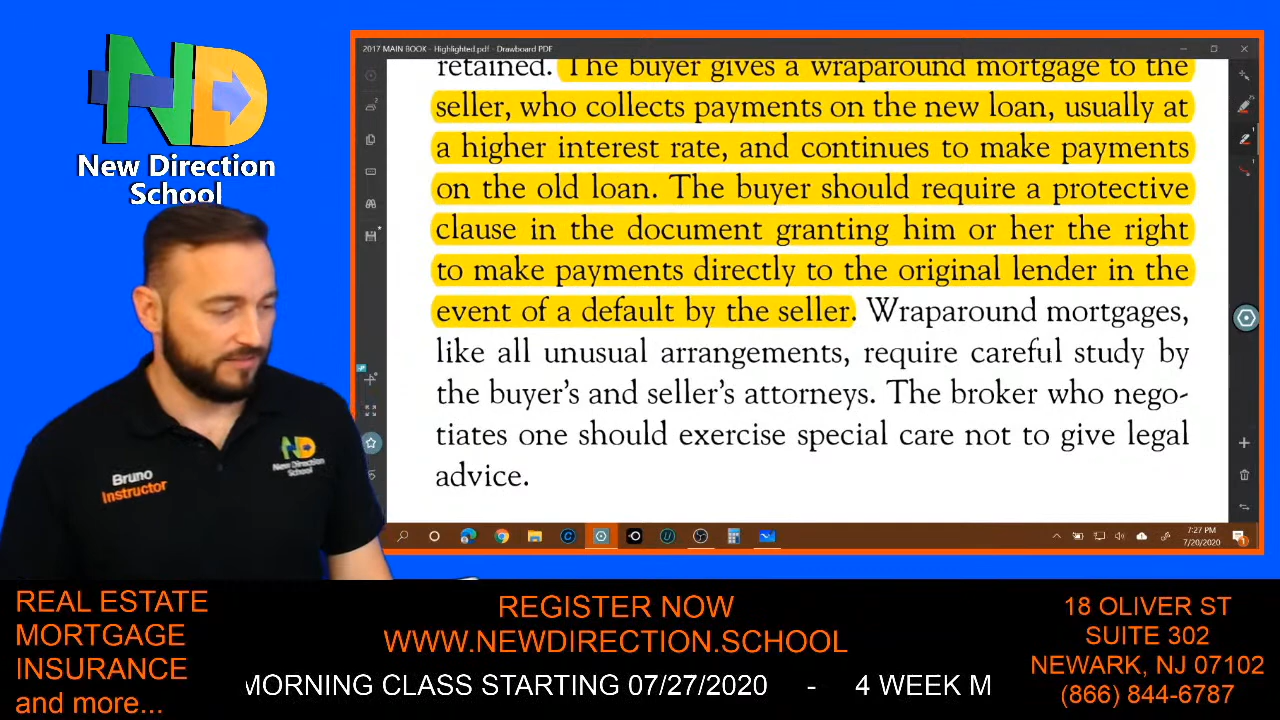 New Direction
School
Bruno
Instructor
New Direction
School
2017 MAIN BOOK - Highlighted.pdf - Drawboard PDF
retained. The buyer gives a wraparound mortgage to the
seller, who collects payments on the new loan, usually at
a higher interest rate, and continues to make payments
on the old loan. The buyer should require a protective
clause in the document granting him or her the right
to make payments directly to the original lender in the
event of a default by the seller. Wraparound mortgages,
like all unusual arrangements, require careful study by
the buyer's and seller's attorneys. The broker who nego-
tiates one should exercise special care not to give legal
advice.
7:27 PM
7/20/2020
REAL ESTATE
MORTGAGE
INSURANCE
and more...
REGISTER NOW
WWW.NEWDIRECTION.SCHOOL
MORNING CLASS STARTING 07/27/2020 - 4 WEEK M
18 OLIVER ST
SUITE 302
NEWARK, NJ 07102
(866) 844-6787